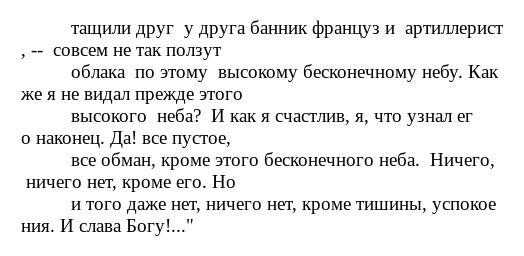 тащили друг  у друга банник француз и  артиллерист
, --  совсем не так ползут
облака  по этому  высокому бесконечному небу. Как
же я не видал прежде этого
высокого  неба?  И как я счастлив, я, что узнал ег
о наконец. Да! все пустое,
все обман, кроме этого бесконечного неба.  Ничего,
ничего нет, кроме его. Но
и того даже нет, ничего нет, кроме тишины, успокое
ния. И слава Богу!..."